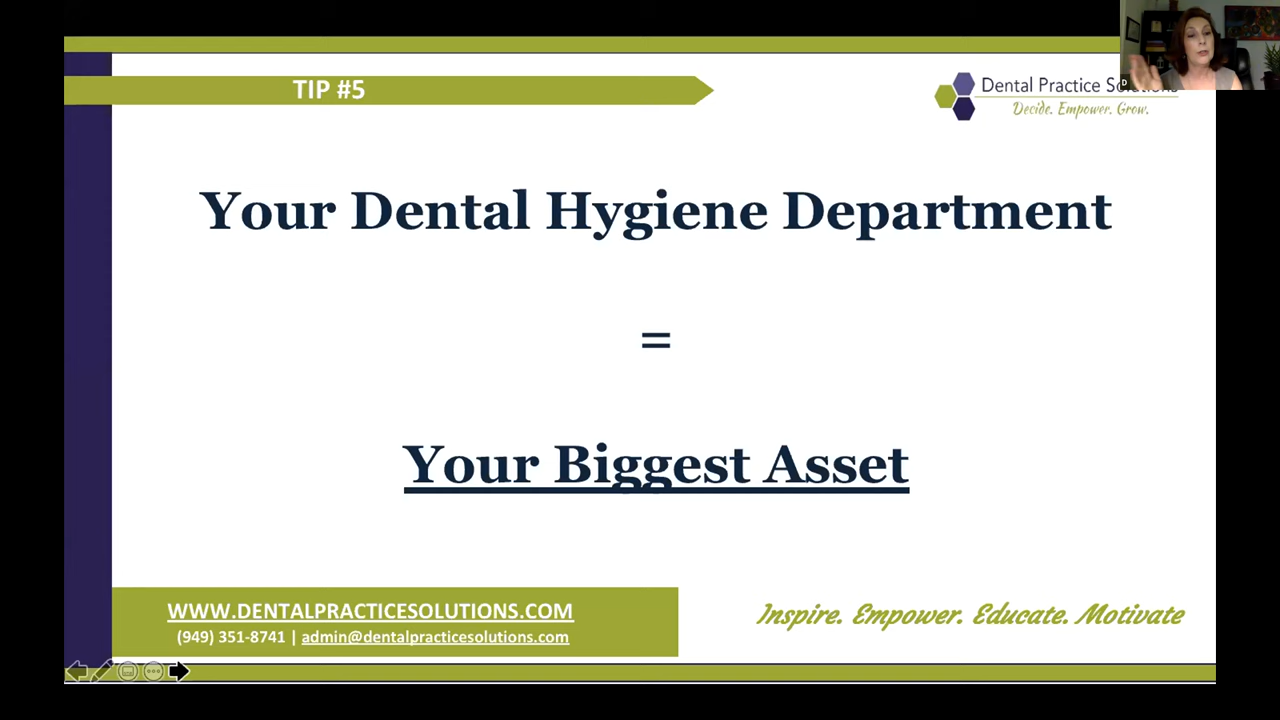 TIP #5
Dental Practice Solutions
Decide. Empower. Grow.
Your Dental Hygiene Department
=
Your Biggest Asset
WWW.DENTALPRACTICESOLUTIONS.COM
(949) 351-8741 | admin@dentalpracticesolutions.com
Inspire. Empower. Educate. Motivate
D